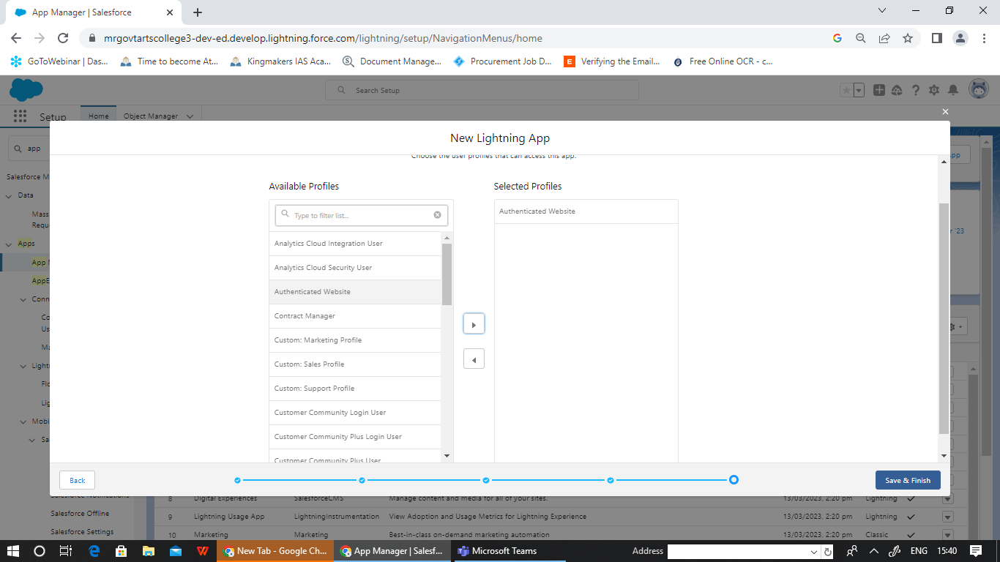 App Manager | Salesforce
mrgovtartscollege3-dev-ed.develop.lightning.force.com/lightning/setup/NavigationMenus/home
GoToWebinar | Das... Time to become At... Kingmakers IAS Aca... Document Manage... Procurement Job D... Verifying the Email... Free Online OCR - c...
Search Setup
Setup Home Object Manager
New Lightning App
app
Choose the user profiles that can access this app.
Salesforce M
Data
Mass
Requ
Apps
App
AppE
Conn
Co
Us
Ma
Lightn
Flo
Lig
Mobi
Sa
Available Profiles
Type to filter list...
Analytics Cloud Integration User
Analytics Cloud Security User
Authenticated Website
Contract Manager
Custom: Marketing Profile
Custom: Sales Profile
Custom: Support Profile
Customer Community Login User
Customer Community Plus Login User
Customer Community Plus User
Selected Profiles
Authenticated Website
pp
r '23
Back
Save & Finish
Salesforce Notifications
Salesforce Offline
Salesforce Settings
8 Digital Experiences SalesforceCMS Manage content and media for all of your sites. 13/03/2023, 2:20 pm Lightning
9 Lightning Usage App LightningInstrumentation View Adoption and Usage Metrics for Lightning Experience 13/03/2023, 2:20 pm Lightning
10 Marketing Marketing Best-in-class on-demand marketing automation 13/03/2023, 2:20 pm Classic
New Tab - Google Ch... App Manager | Salesf... Microsoft Teams Address ENG 15:40